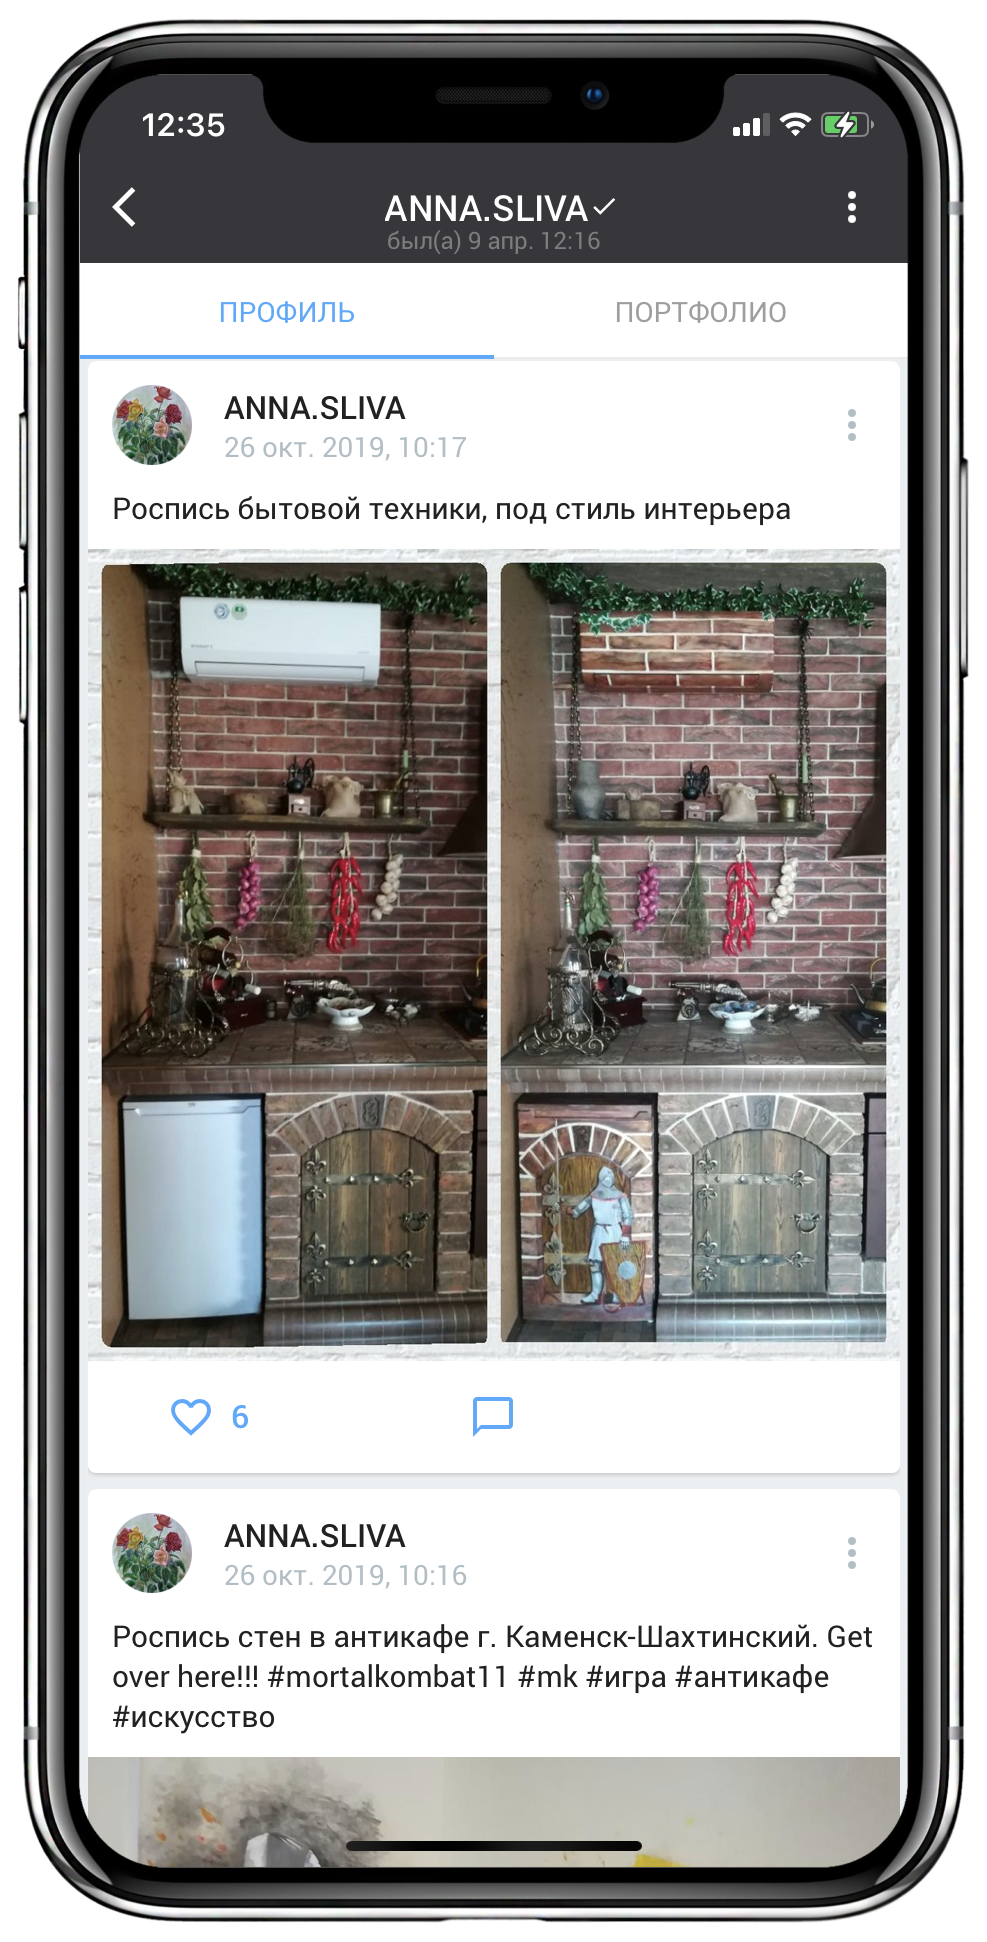 12:35
ANNA.SLIVA
был(а) 9 апр. 12:16
ПРОФИЛЬ
ПОРТФОЛИО
ANNA.SLIVA
26 окт. 2019, 10:17
Роспись бытовой техники, под стиль интерьера
6
ANNA.SLIVA
26 окт. 2019, 10:16
Роспись стен в антикафе г. Каменск-Шахтинский. Get
over here!!! #mortalkombat11 #mk #игра #антикафе
#искусство